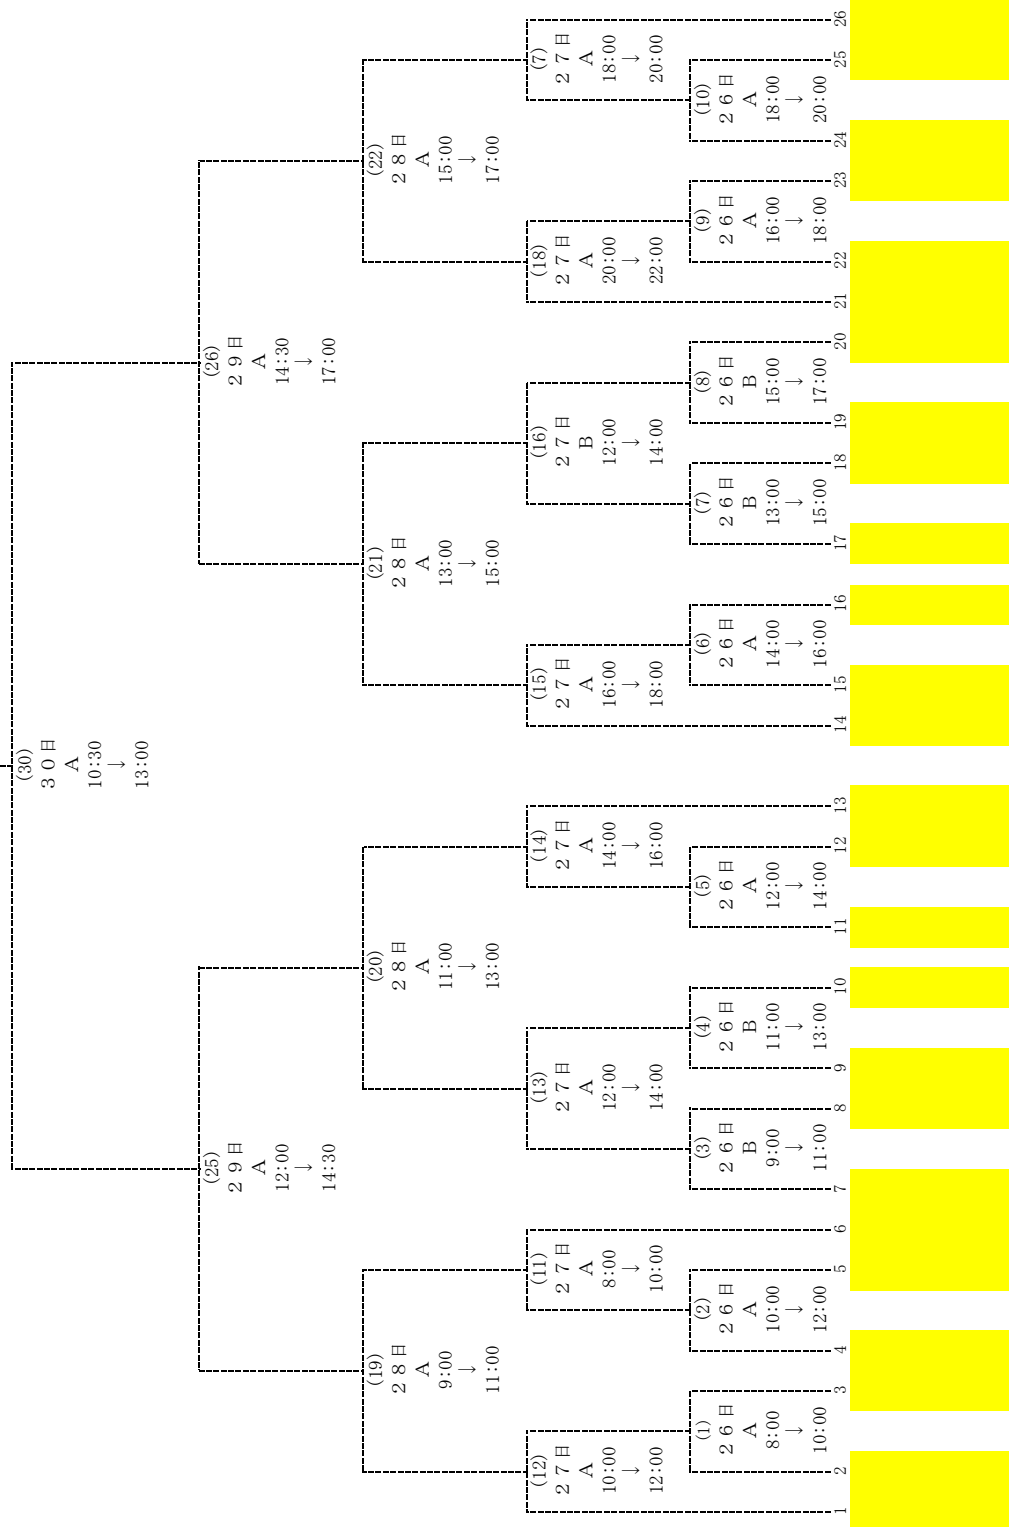 (30)
３０日
A
10:30
↓
13:00
(25)
２９日
A
12:00
↓
14:30
(26)
２９日
A
14:30
↓
17:00
(19)
２８日
A
9:00
↓
11:00
(20)
２８日
A
11:00
↓
13:00
(21)
２８日
A
13:00
↓
15:00
(22)
２８日
A
15:00
↓
17:00
(12)
２７日
A
10:00
↓
12:00
(11)
２７日
A
8:00
↓
10:00
(13)
２７日
A
12:00
↓
14:00
(14)
２７日
A
14:00
↓
16:00
(15)
２７日
A
16:00
↓
18:00
(16)
２７日
B
12:00
↓
14:00
(18)
２７日
A
20:00
↓
22:00
(7)
２７日
A
18:00
↓
20:00
(1)
２６日
A
8:00
↓
10:00
(2)
２６日
A
10:00
↓
12:00
(3)
２６日
B
9:00
↓
11:00
(4)
２６日
B
11:00
↓
13:00
(5)
２６日
A
12:00
↓
14:00
(6)
２６日
A
14:00
↓
16:00
(7)
２６日
B
13:00
↓
15:00
(8)
２６日
B
15:00
↓
17:00
(9)
２６日
A
16:00
↓
18:00
(10)
２６日
A
18:00
↓
20:00
1 2 3 4 5 6 7 8 9 10 11 12 13 14 15 16 17 18 19 20 21 22 23 24 25 26